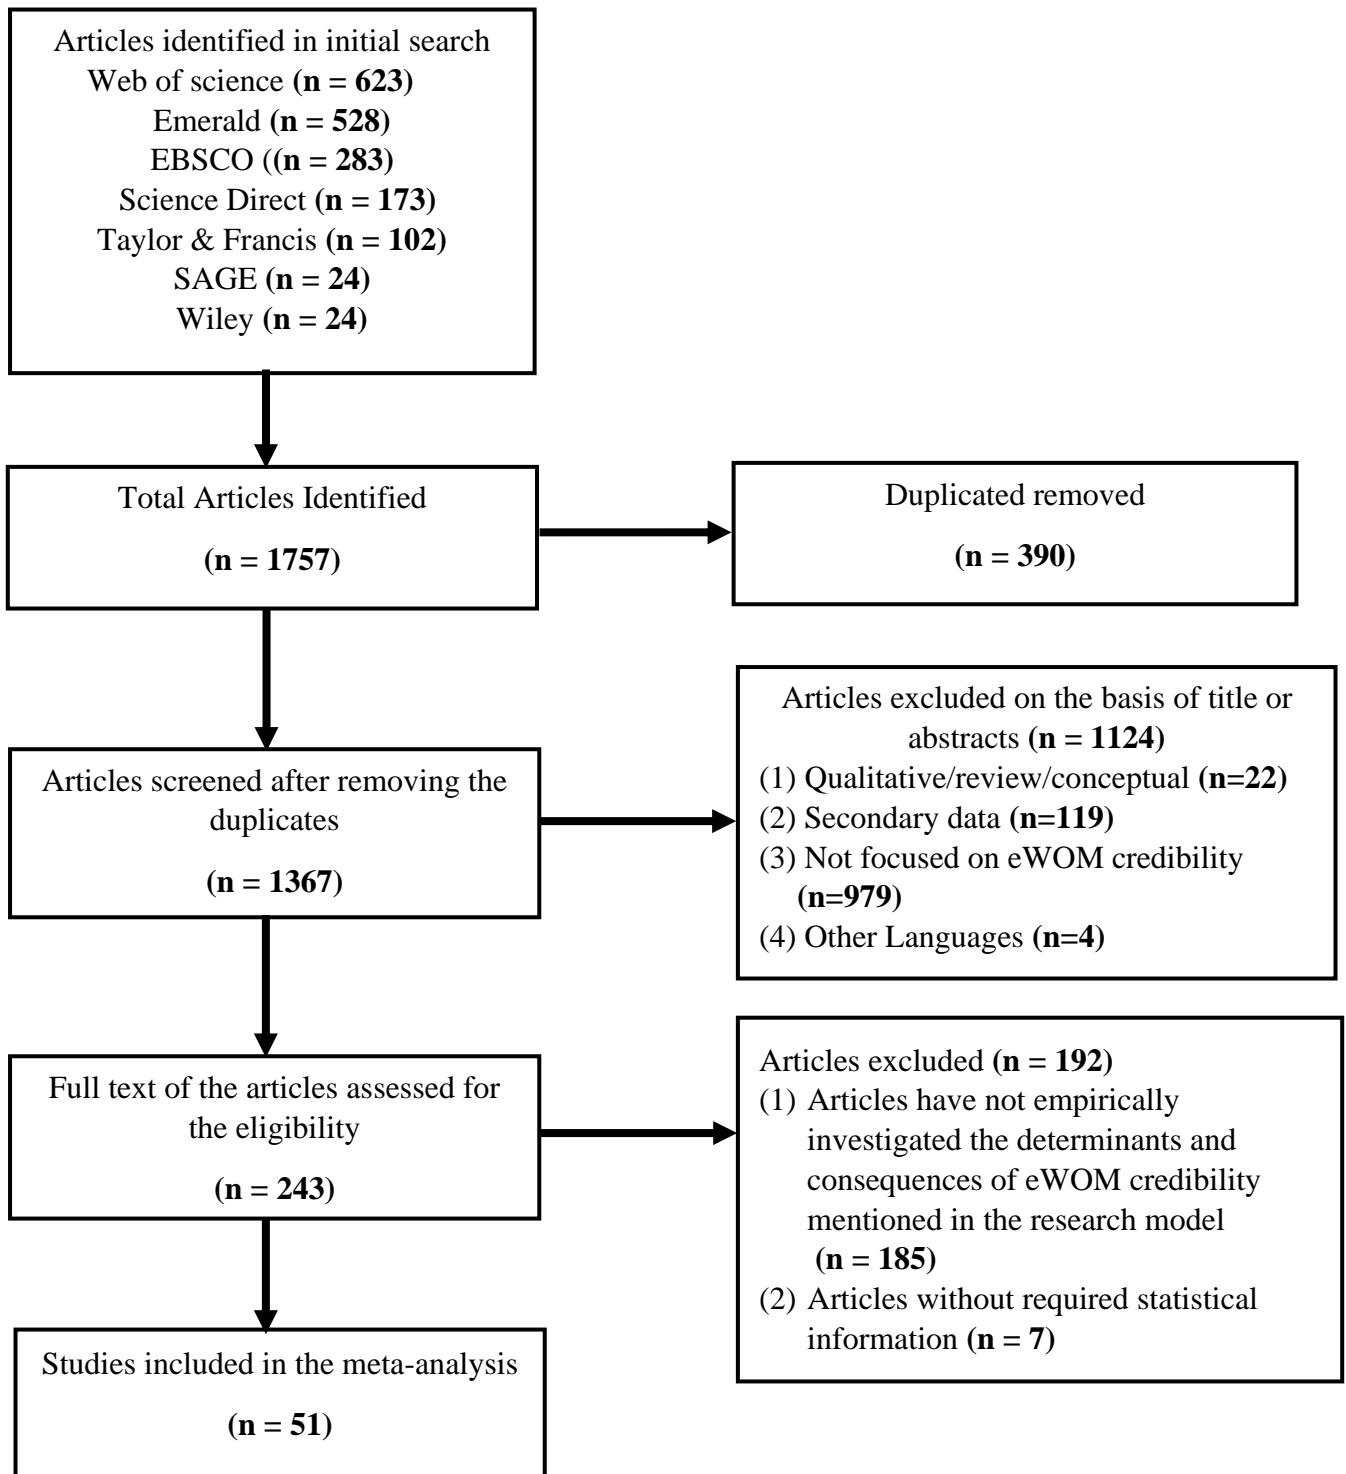 Articles identified in initial search
Web of science (n = 623)
Emerald (n = 528)
EBSCO ((n = 283)
Science Direct (n = 173)
Taylor & Francis (n = 102)
SAGE (n = 24)
Wiley (n = 24)
Total Articles Identified
(n = 1757)
Duplicated removed
(n = 390)
Articles screened after removing the
duplicates
(n = 1367)
Articles excluded on the basis of title or
abstracts (n = 1124)
(1) Qualitative/review/conceptual (n=22)
(2) Secondary data (n=119)
(3) Not focused on eWOM credibility
(n=979)
(4) Other Languages (n=4)
Full text of the articles assessed for
the eligibility
(n = 243)
Articles excluded (n = 192)
(1) Articles have not empirically
investigated the determinants and
consequences of eWOM credibility
mentioned in the research model
(n = 185)
(2) Articles without required statistical
information (n = 7)
Studies included in the meta-analysis
(n = 51)